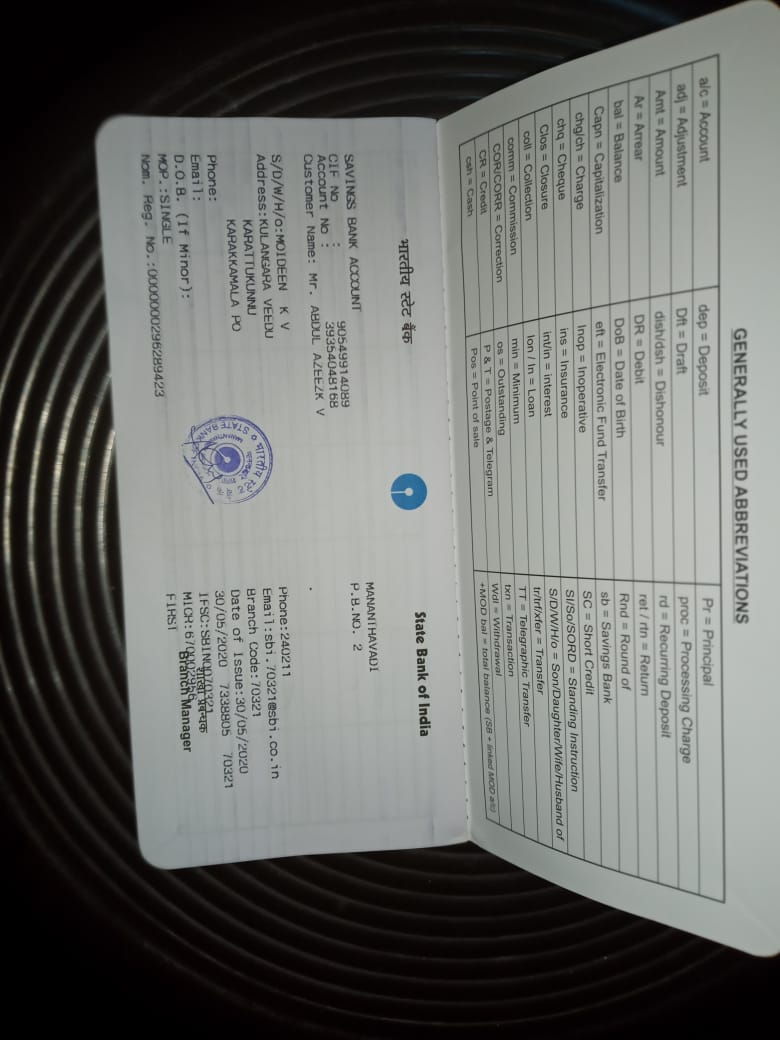 GENERALLY USED ABBREVIATIONS
a/c = Account dep = Deposit Pr = Principal
adj = Adjustment Dft = Draft proc = Processing Charge
Amt = Amount dish/dsh = Dishonour rd = Recurring Deposit
Ar = Arrear DR = Debit ret / rtn = Return
bal = Balance DoB = Date of Birth Rnd = Round of
Capn = Capitalization eft = Electronic Fund Transfer sb = Savings Bank
chg/ch = Charge Inop = Inoperative SC = Short Credit
chq = Cheque ins = Insurance SI/So/SORD = Standing Instruction
Clos = Closure int/in = interest S/D/W/H/o = Son/Daughter/Wife/Husband of
coll = Collection lon / ln = Loan tr/trf/xfer = Transfer
comm = Commission min = Minimum TT = Telegraphic Transfer
COR/CORR = Correction os = Outstanding txn = Transaction
CR = Credit P & T = Postage & Telegram Wdl = Withdrawal
csh = Cash Pos = Point of sale +MOD bal = total balance (SB + linked MOD a/c)
भारतीय स्टेट बैंक State Bank of India
MANANTHAVADI
SAVINGS BANK ACCOUNT P.B.NO. 2
CIF No. : 90549914089
Account No : 39354048168
Customer Name: Mr. ABDUL AZEEZK V
S/D/W/H/o:MOIDEEN K V Phone:240211
Address:KULANGARA VEEDU Email:sbi.70321@sbi.co.in
KARATTUKUNNU Branch Code:70321
KARAKKAMALA PO Date of Issue:30/05/2020
Phone: 30/05/2020 7338805 70321
Email: IFSC:SBIN0070321
शाखा प्रबन्धक
D.O.B. (If Minor): MICR:670002956
Branch Manager
MOP.:SINGLE FIRST
Nom. Reg. No.:0000000296289423
STATE BANK